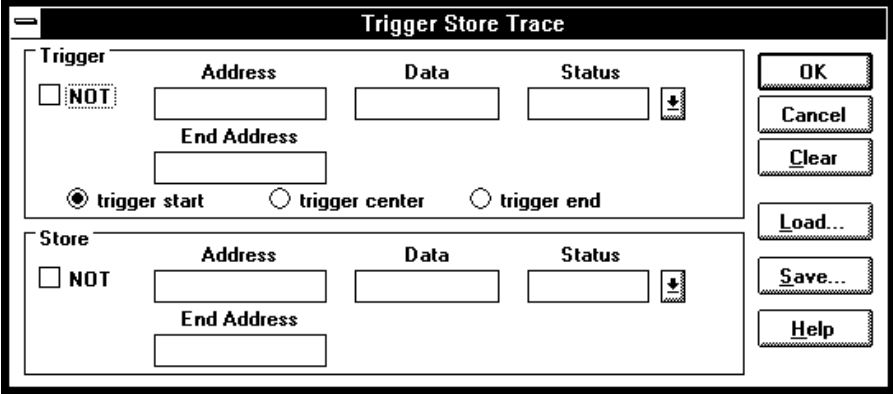 Trigger Store Trace
Trigger
Address Data Status
NOT
End Address
trigger start trigger center trigger end
Store
Address Data Status
NOT
End Address
OK
Cancel
Clear
Load...
Save...
Help